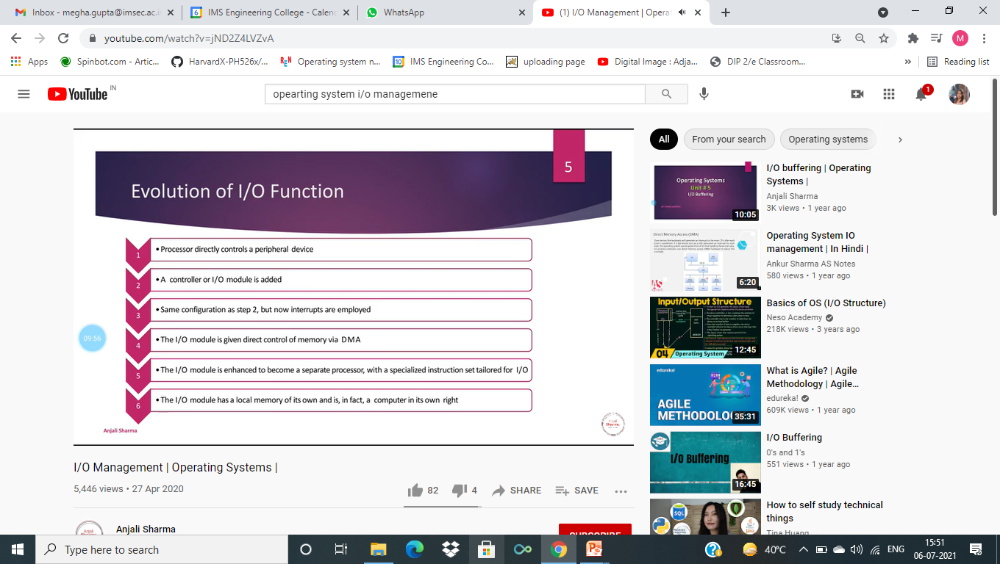 Inbox - megha.gupta@imsec.ac.i
IMS Engineering College - Calenc
WhatsApp
(1) I/O Management | Operat
youtube.com/watch?v=jND2Z4LVZvA
M
Apps
Spinbot.com - Artic...
HarvardX-PH526x/...
Operating system n...
IMS Engineering Co...
uploading page
Digital Image : Adja...
DIP 2/e Classroom...
Reading list
YouTube IN
opearting system i/o managemene
1
5
Evolution of I/O Function
1 • Processor directly controls a peripheral device
2 • A controller or I/O module is added
3 • Same configuration as step 2, but now interrupts are employed
4 • The I/O module is given direct control of memory via DMA
5 • The I/O module is enhanced to become a separate processor, with a specialized instruction set tailored for I/O
6 • The I/O module has a local memory of its own and is, in fact, a computer in its own right
09:56
Anjali Sharma
I/O Management | Operating Systems |
5,446 views • 27 Apr 2020
82
4
SHARE
SAVE
Anjali Sharma
SUBSCRIBE
All
From your search
Operating systems
Operating Systems
Unit # 5
I/O Buffering
10:05
I/O buffering | Operating
Systems |
Anjali Sharma
3K views • 1 year ago
Direct Memory Access (DMA)
6:20
Operating System IO
management | In Hindi |
Ankur Sharma AS Notes
580 views • 1 year ago
Input/Output Structure
04
Operating System
12:45
Basics of OS (I/O Structure)
Neso Academy
218K views • 3 years ago
edureka!
AGILE
METHODOLO
35:31
What is Agile? | Agile
Methodology | Agile...
edureka!
609K views • 1 year ago
I/O Buffering
16:45
I/O Buffering
0's and 1's
551 views • 1 year ago
SQL
How to self study technical
things
Tina Huang
Type here to search
40°C
ENG
15:51
06-07-2021